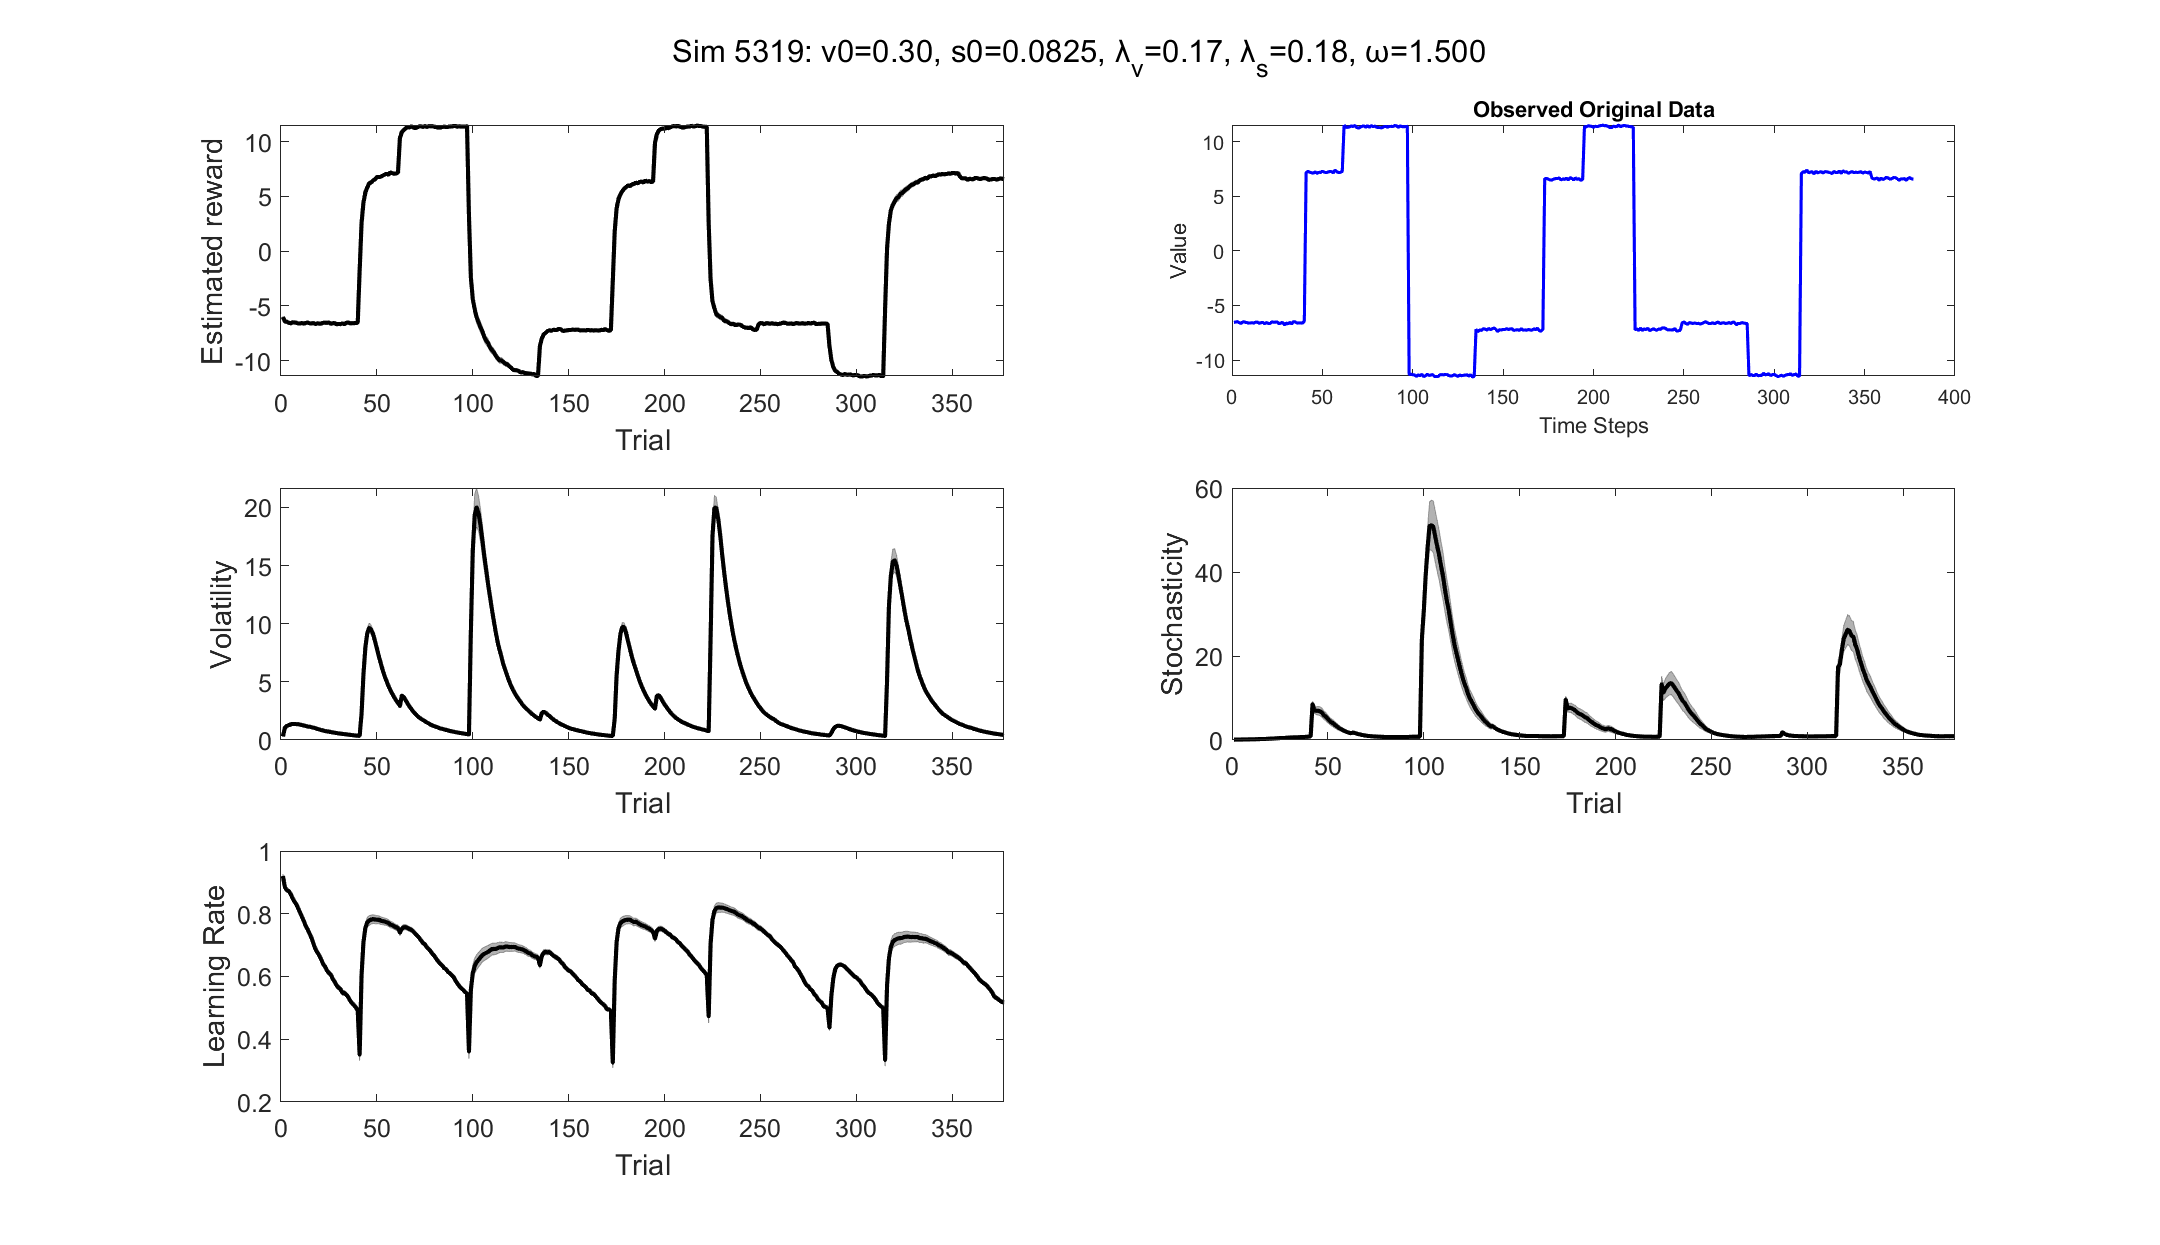 Sim 5319: v0=0.30, s0=0.0825, λv=0.17, λs=0.18, ω=1.500
Estimated reward
10
5
0
-5
-10
0 50 100 150 200 250 300 350
Trial
Observed Original Data
Value
10
5
0
-5
-10
0 50 100 150 200 250 300 350 400
Time Steps
Volatility
20
15
10
5
0
0 50 100 150 200 250 300 350
Trial
Stochasticity
60
40
20
0
0 50 100 150 200 250 300 350
Trial
Learning Rate
1
0.8
0.6
0.4
0.2
0 50 100 150 200 250 300 350
Trial